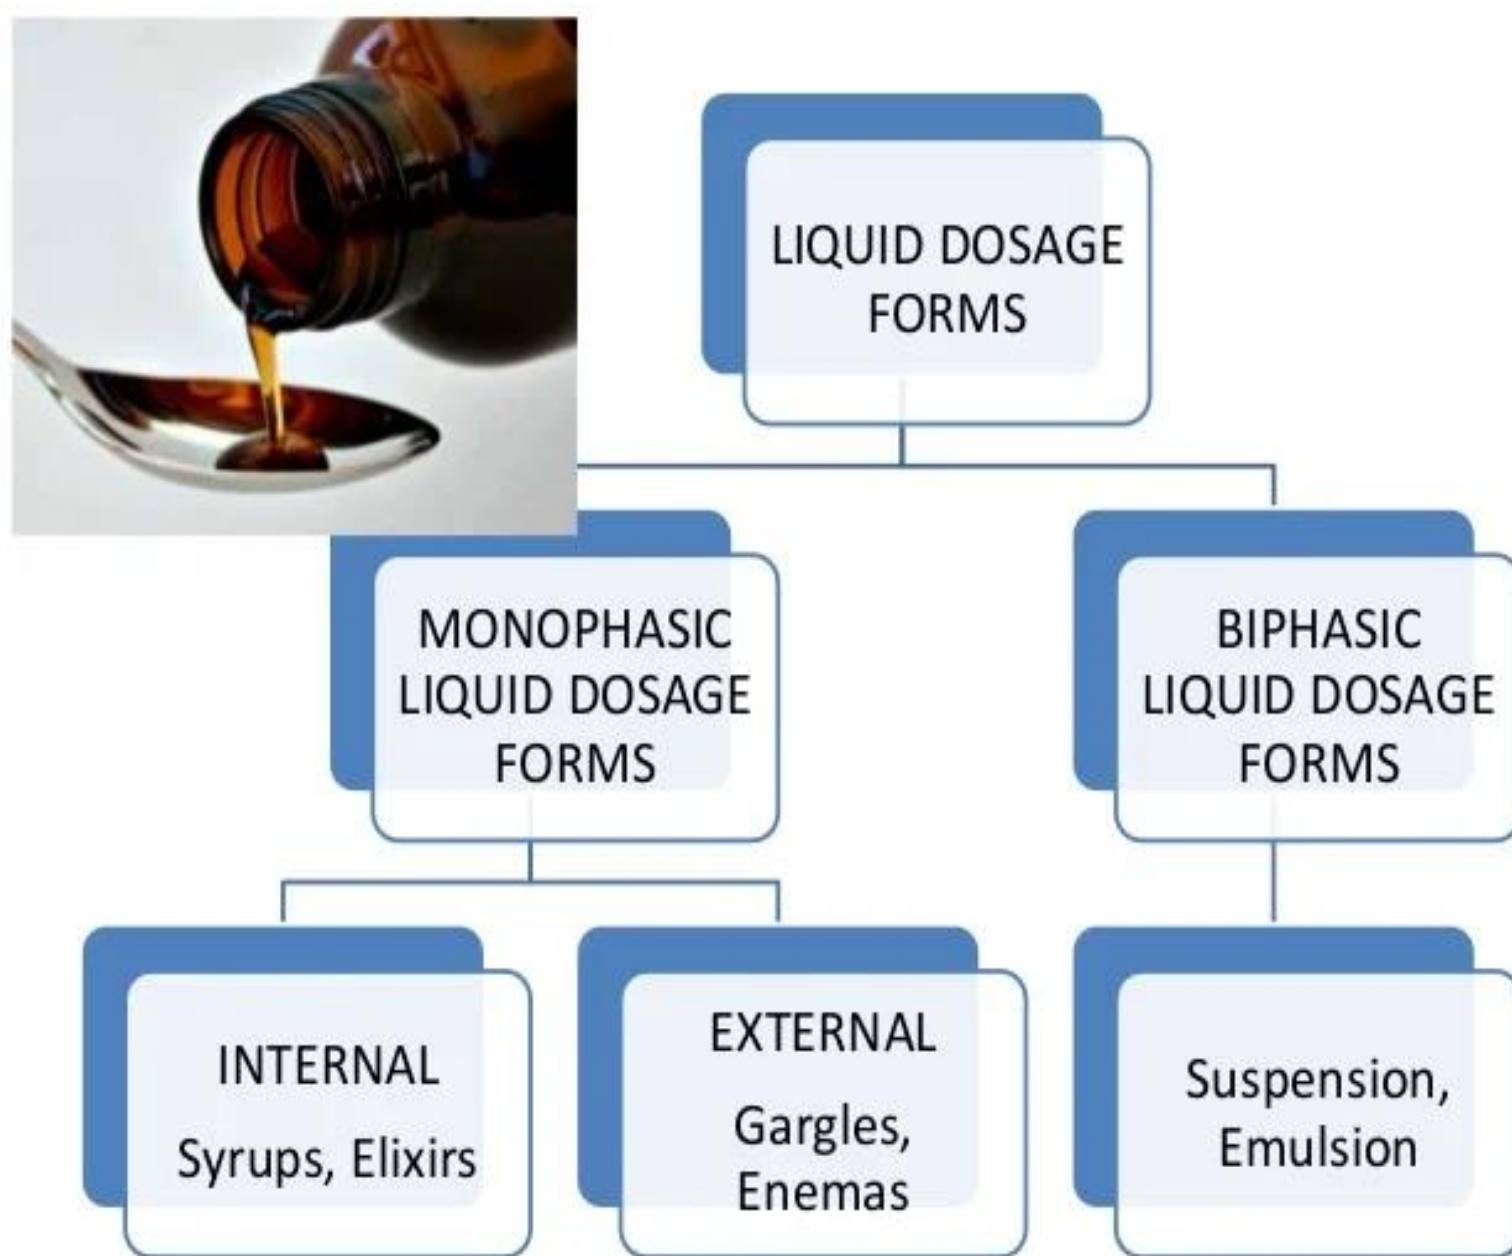 LIQUID DOSAGE
FORMS
MONOPHASIC
LIQUID DOSAGE
FORMS
BIPHASIC
LIQUID DOSAGE
FORMS
INTERNAL
Syrups, Elixirs
EXTERNAL
Gargles,
Enemas
Suspension,
Emulsion